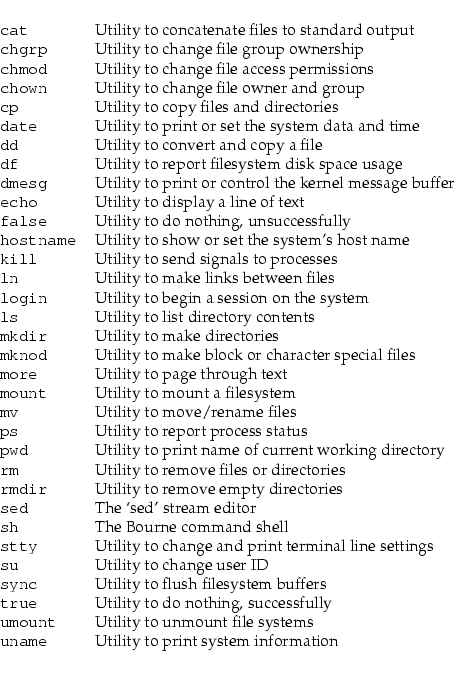 cat Utility to concatenate files to standard output
chgrp Utility to change file group ownership
chmod Utility to change file access permissions
chown Utility to change file owner and group
cp Utility to copy files and directories
date Utility to print or set the system data and time
dd Utility to convert and copy a file
df Utility to report filesystem disk space usage
dmesg Utility to print or control the kernel message buffer
echo Utility to display a line of text
false Utility to do nothing, unsuccessfully
hostname Utility to show or set the system's host name
kill Utility to send signals to processes
ln Utility to make links between files
login Utility to begin a session on the system
ls Utility to list directory contents
mkdir Utility to make directories
mknod Utility to make block or character special files
more Utility to page through text
mount Utility to mount a filesystem
mv Utility to move/rename files
ps Utility to report process status
pwd Utility to print name of current working directory
rm Utility to remove files or directories
rmdir Utility to remove empty directories
sed The ‘sed’ stream editor
sh The Bourne command shell
stty Utility to change and print terminal line settings
su Utility to change user ID
sync Utility to flush filesystem buffers
true Utility to do nothing, successfully
umount Utility to unmount file systems
uname Utility to print system information